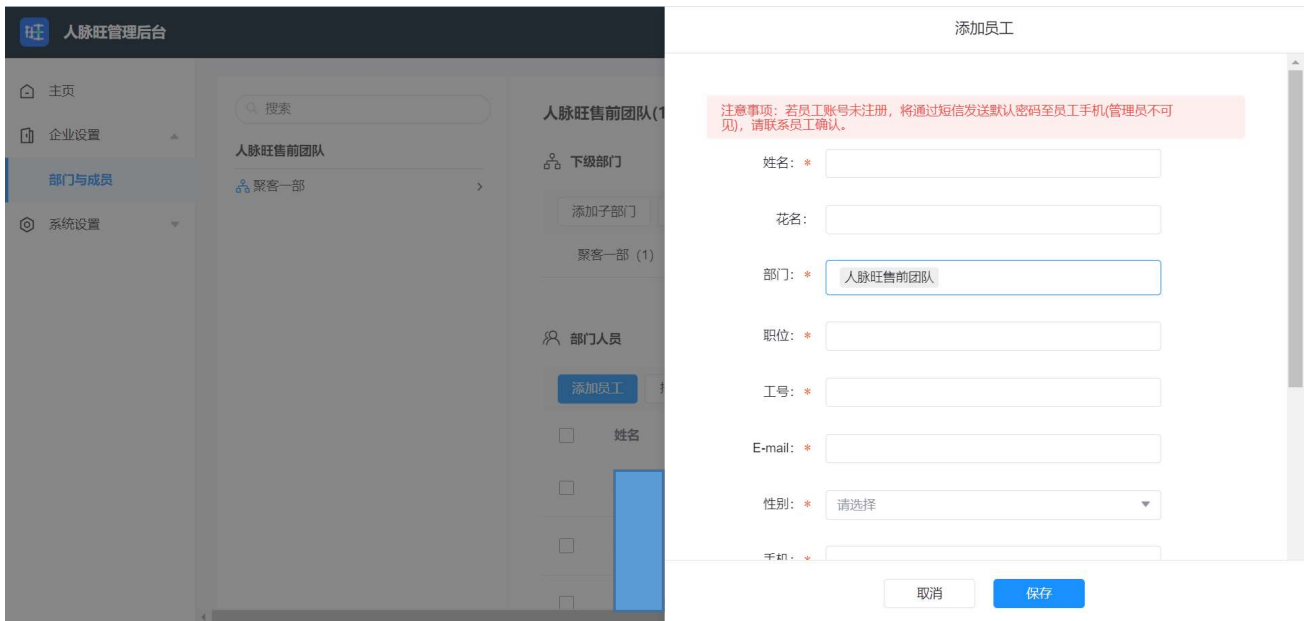 旺 人脉旺管理后台
主页
企业设置
部门与成员
系统设置
搜索
人脉旺售前团队
聚客一部
人脉旺售前团队(1
下级部门
添加子部门
聚客一部 (1)
部门人员
添加员工
姓名
添加员工
注意事项：若员工账号未注册，将通过短信发送默认密码至员工手机(管理员不可
见)，请联系员工确认。
姓名： *
花名：
部门： * 人脉旺售前团队
职位： *
工号： *
E-mail： *
性别： * 请选择
手机： *
取消 保存